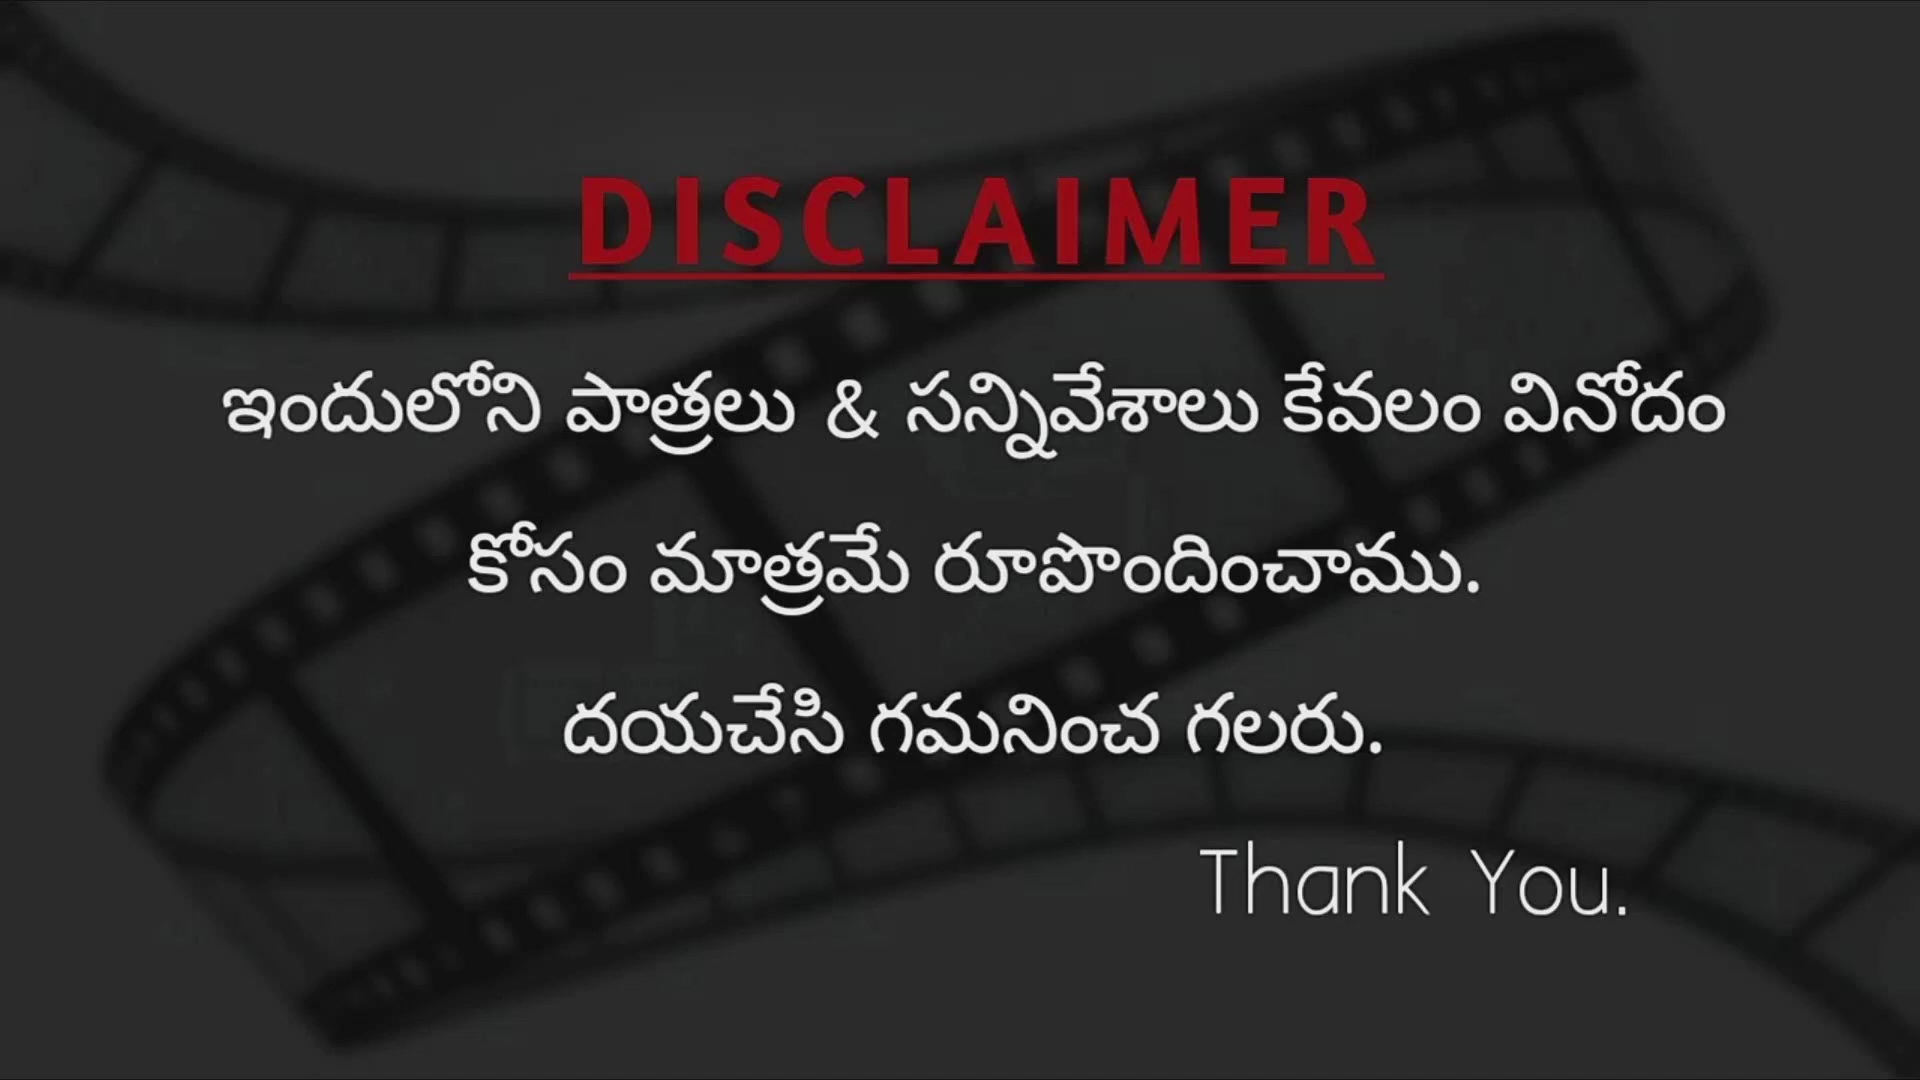 DISCLAIMER
ఇందులోని పాత్రలు & సన్నివేశాలు కేవలం వినోదం
కోసం మాత్రమే రూపొందించాము.
దయచేసి గమనించ గలరు.
Thank You.